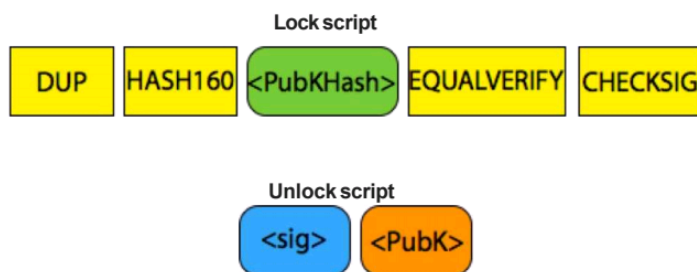 Lock script
DUP HASH160 <PubKHash> EQUALVERIFY CHECKSIG
Unlock script
<sig> <PubK>